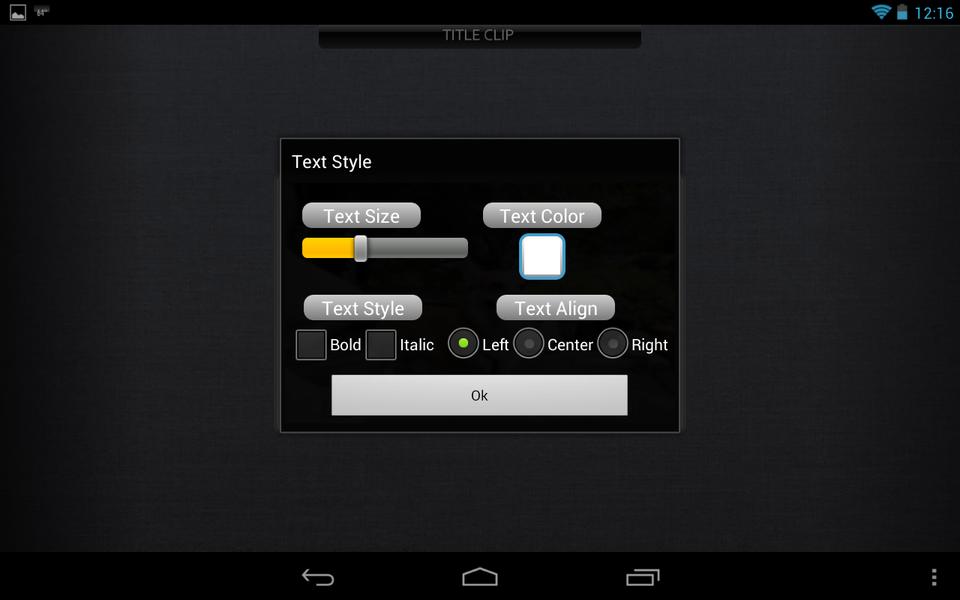 64°
12:16
TITLE CLIP
Text Style
Text Size
Text Color
Text Style
Text Align
Bold
Italic
Left
Center
Right
Ok